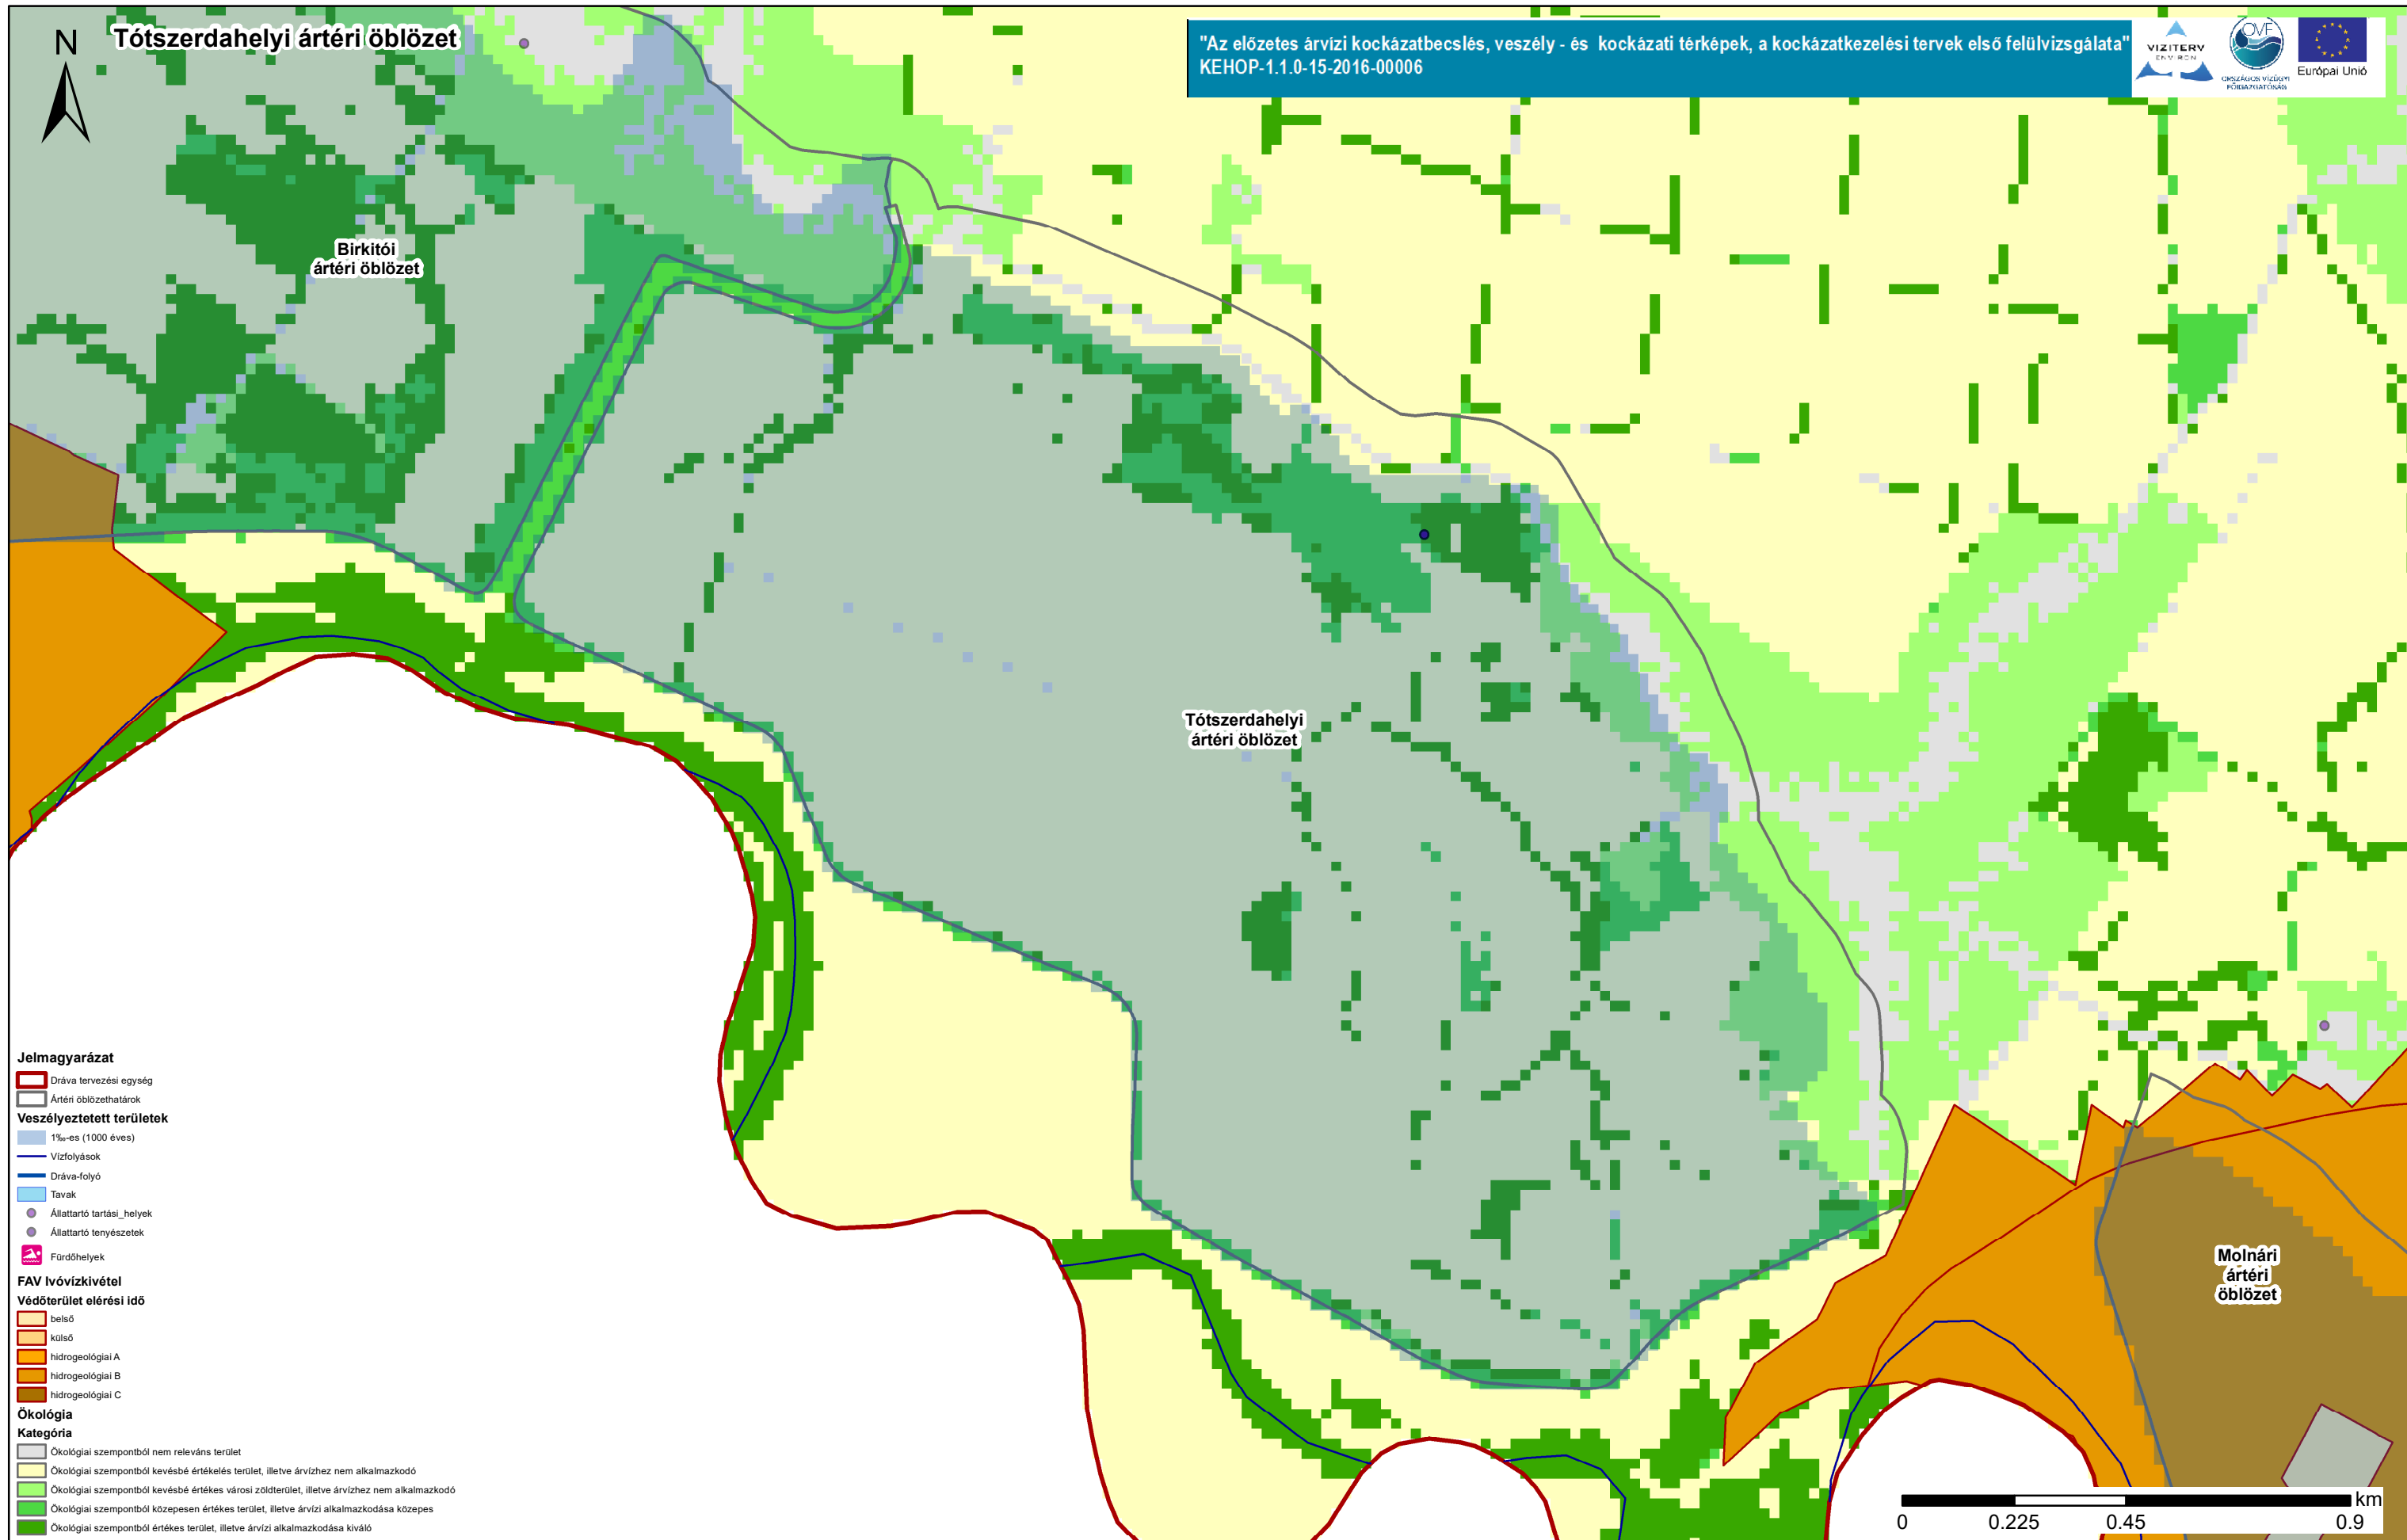 Tótszerdahelyi ártéri öblözet
N
"Az előzetes árvízi kockázatbecslés, veszély - és  kockázati térképek, a kockázatkezelési tervek első felülvizsgálata"
KEHOP-1.1.0-15-2016-00006
VIZITERV
ENVIRON
OVF
ORSZÁGOS VÍZÜGYI
FŐIGAZGATÓSÁG
Európai Unió
Birkitói
ártéri öblözet
Tótszerdahelyi
ártéri öblözet
Molnári
ártéri
öblözet
Jelmagyarázat
Dráva tervezési egység
Ártéri öblözethatárok
Veszélyeztetett területek
1‰-es (1000 éves)
Vízfolyások
Dráva-folyó
Tavak
Állattartó tartási_helyek
Állattartó tenyészetek
Fürdőhelyek
FAV Ivóvízkivétel
Védőterület elérési idő
belső
külső
hidrogeológiai A
hidrogeológiai B
hidrogeológiai C
Ökológia
Kategória
Ökológiai szempontból nem releváns terület
Ökológiai szempontból kevésbé értékelés terület, illetve árvízhez nem alkalmazkodó
Ökológiai szempontból kevésbé értékes városi zöldterület, illetve árvízhez nem alkalmazkodó
Ökológiai szempontból közepesen értékes terület, illetve árvízi alkalmazkodása közepes
Ökológiai szempontból értékes terület, illetve árvízi alkalmazkodása kiváló
km
0 0.225 0.45 0.9